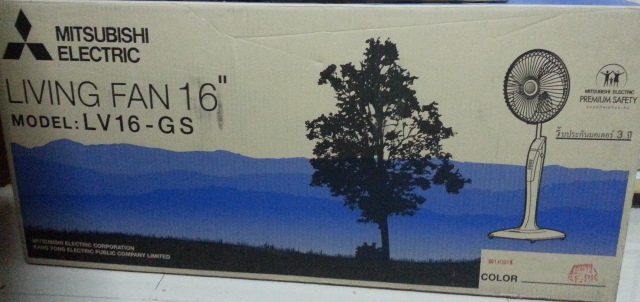 MITSUBISHI
ELECTRIC
LIVING FAN 16"
MODEL: LV16-GS
MITSUBISHI ELECTRIC
PREMIUM SAFETY
รับประกันมอเตอร์ 3 ปี
MITSUBISHI ELECTRIC CORPORATION
KANG YONG ELECTRIC PUBLIC COMPANY LIMITED
COLOR